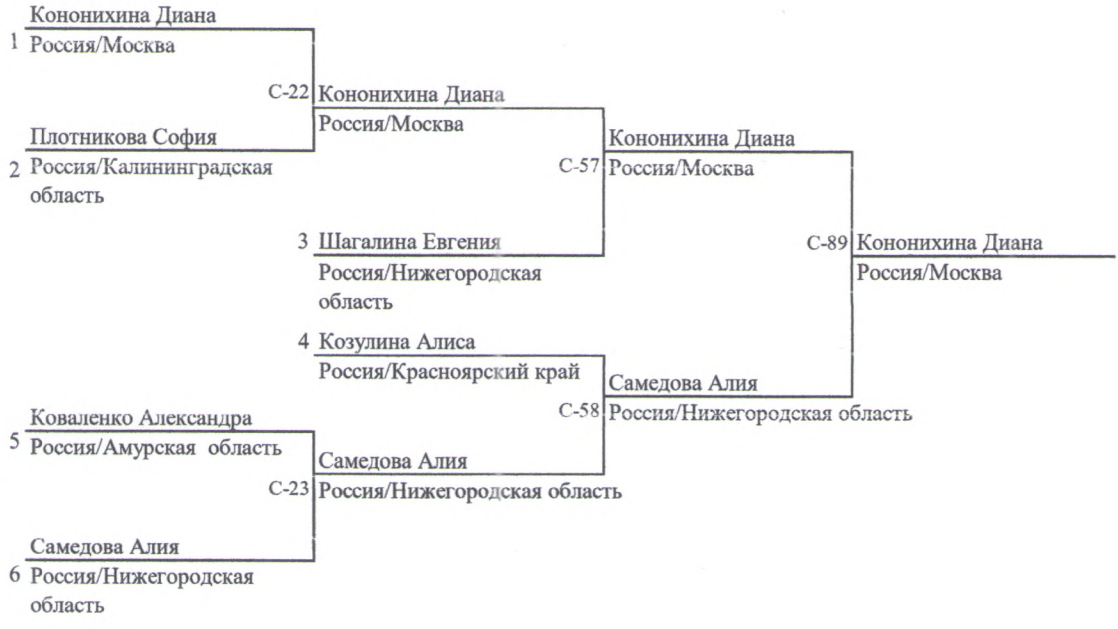 Кононихина Диана
1 Россия/Москва
С-22 Кононихина Диана
Россия/Москва
Плотникова София
2 Россия/Калининградская
область
Кононихина Диана
С-57 Россия/Москва
3 Шагалина Евгения
Россия/Нижегородская
область
С-89 Кононихина Диана
Россия/Москва
4 Козулина Алиса
Россия/Красноярский край
Самедова Алия
С-58 Россия/Нижегородская область
Коваленко Александра
5 Россия/Амурская область
Самедова Алия
С-23 Россия/Нижегородская область
Самедова Алия
6 Россия/Нижегородская
область